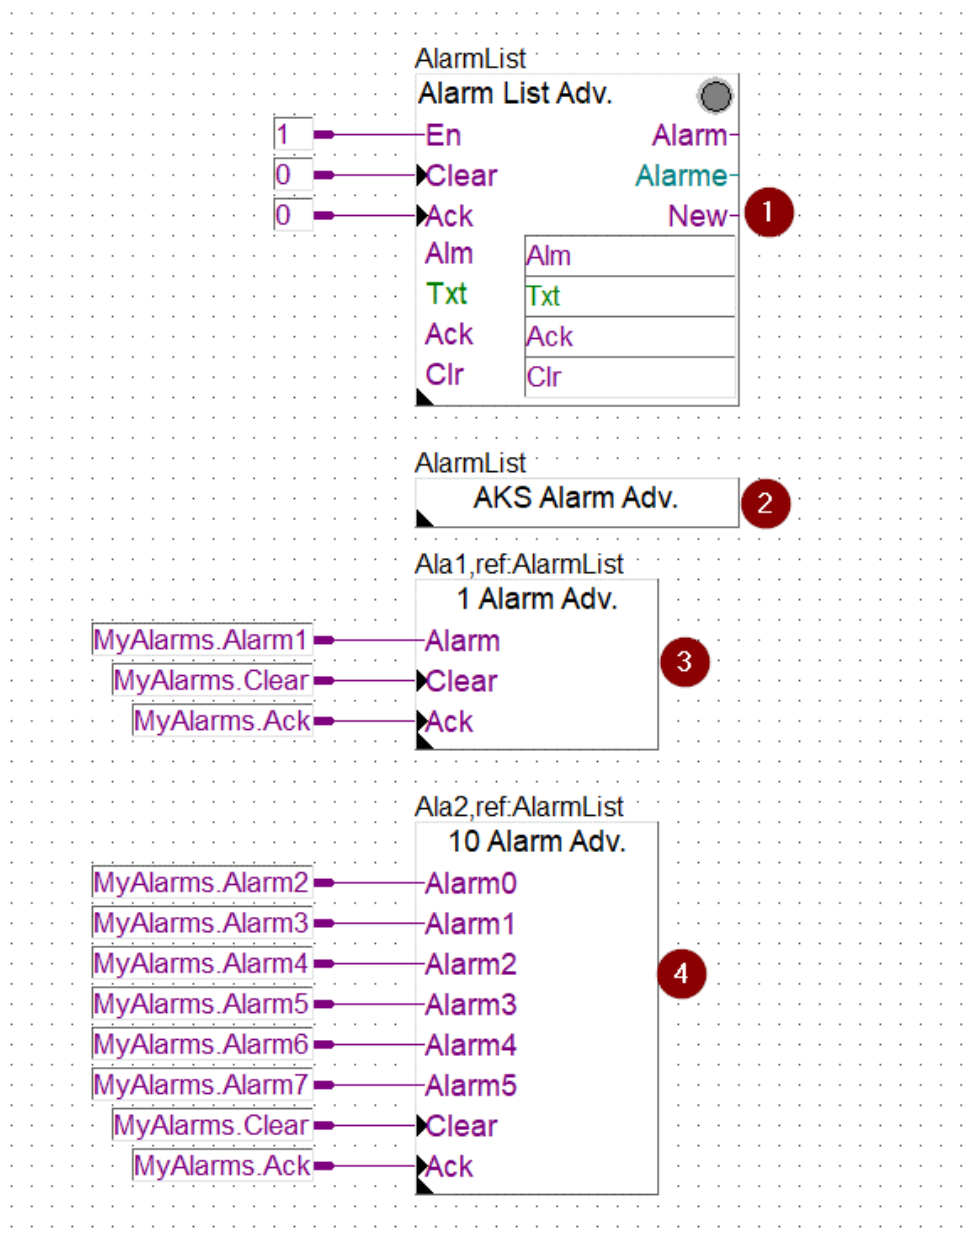 AlarmList
Alarm List Adv.
1 En Alarm
0 Clear Alarme
0 Ack New 1
Alm Alm
Txt Txt
Ack Ack
Clr Clr
AlarmList
AKS Alarm Adv. 2
Ala1,ref:AlarmList
1 Alarm Adv.
MyAlarms.Alarm1 Alarm
3
MyAlarms.Clear Clear
MyAlarms.Ack Ack
Ala2,ref:AlarmList
10 Alarm Adv.
MyAlarms.Alarm2 Alarm0
MyAlarms.Alarm3 Alarm1
MyAlarms.Alarm4 Alarm2 4
MyAlarms.Alarm5 Alarm3
MyAlarms.Alarm6 Alarm4
MyAlarms.Alarm7 Alarm5
MyAlarms.Clear Clear
MyAlarms.Ack Ack